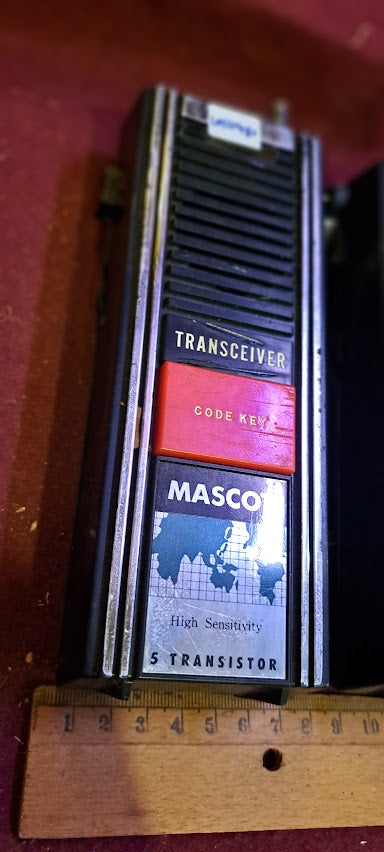 TRANSCEIVER
CODE KEY
MASCOT
High Sensitivity
5 TRANSISTOR
1 2 3 4 5 6 7 8 9 10